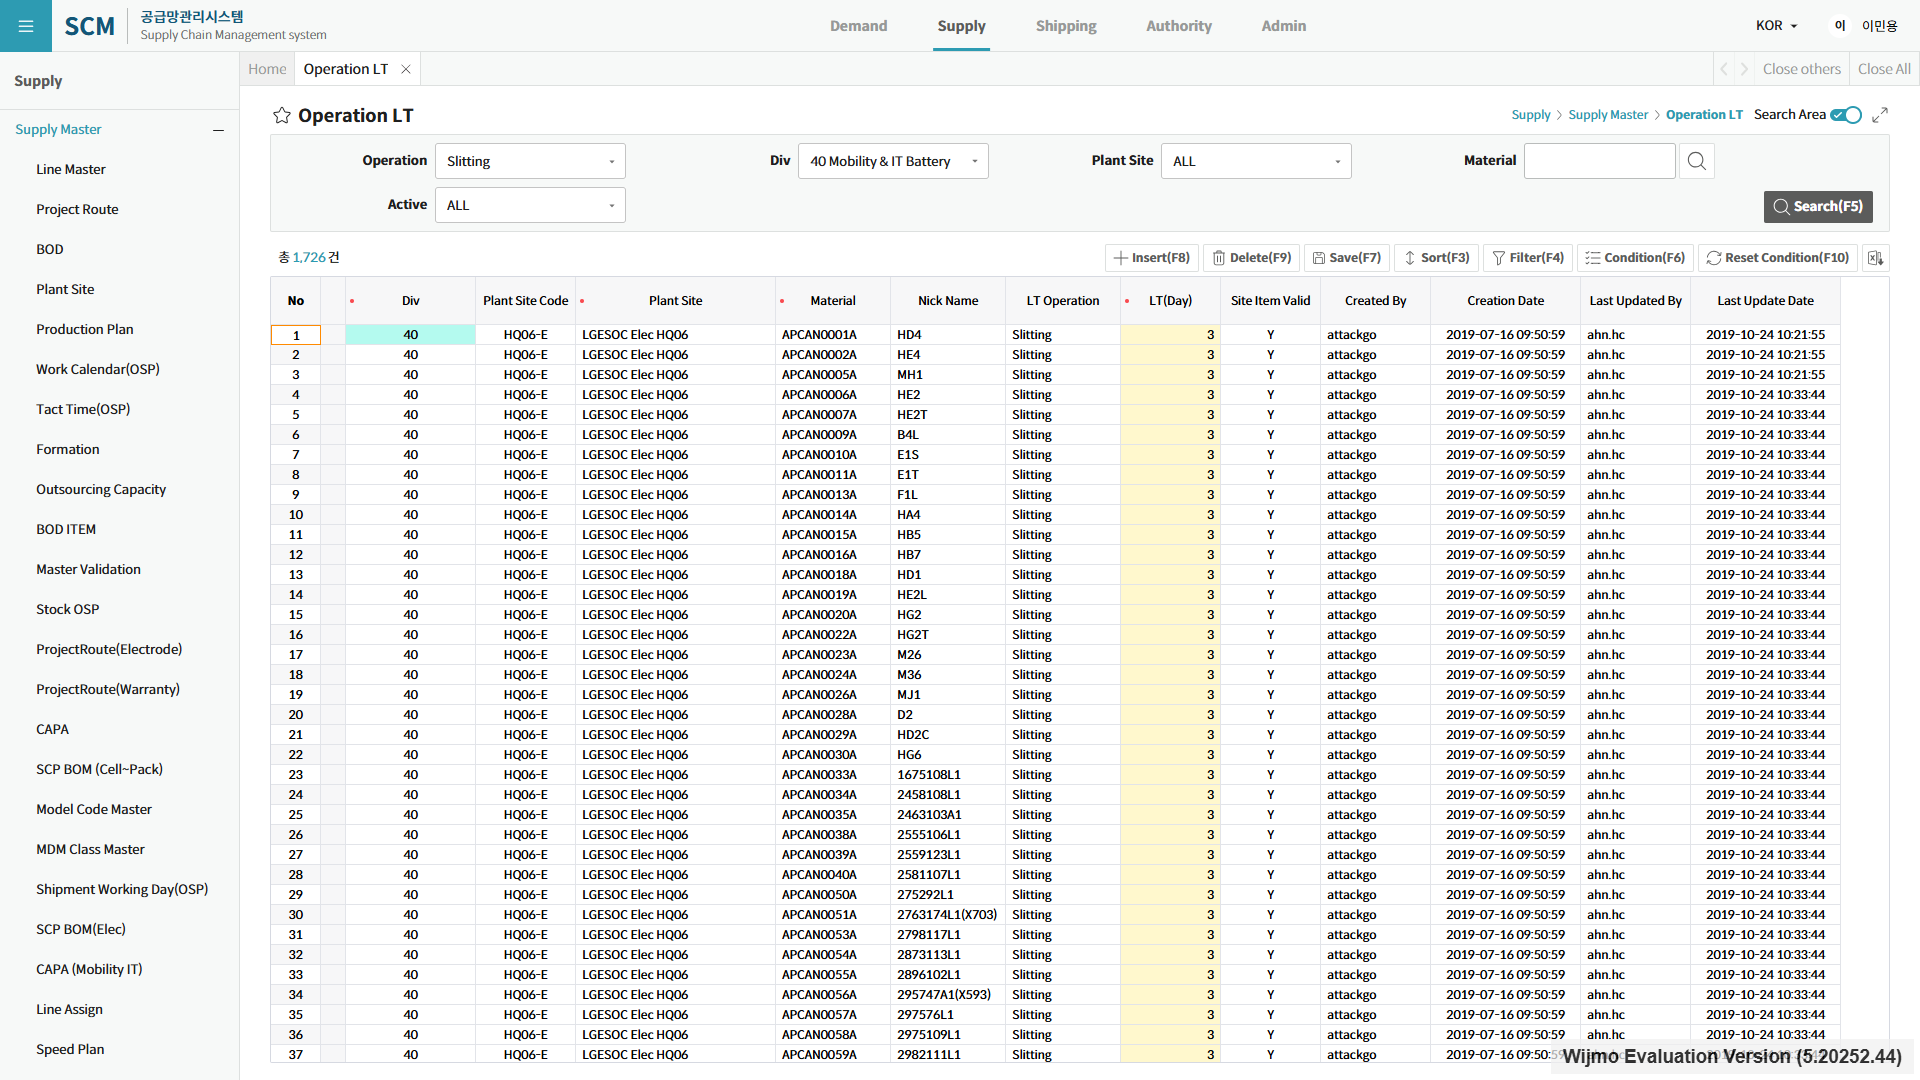 SCM 공급망관리시스템
Supply Chain Management system
Demand Supply Shipping Authority Admin
KOR 이 이민용
Supply
Home Operation LT
Close others Close All
Supply Master
Line Master
Project Route
BOD
Plant Site
Production Plan
Work Calendar(OSP)
Tact Time(OSP)
Formation
Outsourcing Capacity
BOD ITEM
Master Validation
Stock OSP
ProjectRoute(Electrode)
ProjectRoute(Warranty)
CAPA
SCP BOM (Cell~Pack)
Model Code Master
MDM Class Master
Shipment Working Day(OSP)
SCP BOM(Elec)
CAPA (Mobility IT)
Line Assign
Speed Plan
Operation LT
Supply > Supply Master > Operation LT Search Area
Operation Slitting Div 40 Mobility & IT Battery Plant Site ALL Material
Active ALL Search(F5)
총 1,726 건 Insert(F8) Delete(F9) Save(F7) Sort(F3) Filter(F4) Condition(F6) Reset Condition(F10)
No Div Plant Site Code Plant Site Material Nick Name LT Operation LT(Day) Site Item Valid Created By Creation Date Last Updated By Last Update Date
1 40 HQ06-E LGESOC Elec HQ06 APCAN0001A HD4 Slitting 3 Y attackgo 2019-07-16 09:50:59 ahn.hc 2019-10-24 10:21:55
2 40 HQ06-E LGESOC Elec HQ06 APCAN0002A HE4 Slitting 3 Y attackgo 2019-07-16 09:50:59 ahn.hc 2019-10-24 10:21:55
3 40 HQ06-E LGESOC Elec HQ06 APCAN0005A MH1 Slitting 3 Y attackgo 2019-07-16 09:50:59 ahn.hc 2019-10-24 10:21:55
4 40 HQ06-E LGESOC Elec HQ06 APCAN0006A HE2 Slitting 3 Y attackgo 2019-07-16 09:50:59 ahn.hc 2019-10-24 10:33:44
5 40 HQ06-E LGESOC Elec HQ06 APCAN0007A HE2T Slitting 3 Y attackgo 2019-07-16 09:50:59 ahn.hc 2019-10-24 10:33:44
6 40 HQ06-E LGESOC Elec HQ06 APCAN0009A B4L Slitting 3 Y attackgo 2019-07-16 09:50:59 ahn.hc 2019-10-24 10:33:44
7 40 HQ06-E LGESOC Elec HQ06 APCAN0010A E1S Slitting 3 Y attackgo 2019-07-16 09:50:59 ahn.hc 2019-10-24 10:33:44
8 40 HQ06-E LGESOC Elec HQ06 APCAN0011A E1T Slitting 3 Y attackgo 2019-07-16 09:50:59 ahn.hc 2019-10-24 10:33:44
9 40 HQ06-E LGESOC Elec HQ06 APCAN0013A F1L Slitting 3 Y attackgo 2019-07-16 09:50:59 ahn.hc 2019-10-24 10:33:44
10 40 HQ06-E LGESOC Elec HQ06 APCAN0014A HA4 Slitting 3 Y attackgo 2019-07-16 09:50:59 ahn.hc 2019-10-24 10:33:44
11 40 HQ06-E LGESOC Elec HQ06 APCAN0015A HB5 Slitting 3 Y attackgo 2019-07-16 09:50:59 ahn.hc 2019-10-24 10:33:44
12 40 HQ06-E LGESOC Elec HQ06 APCAN0016A HB7 Slitting 3 Y attackgo 2019-07-16 09:50:59 ahn.hc 2019-10-24 10:33:44
13 40 HQ06-E LGESOC Elec HQ06 APCAN0018A HD1 Slitting 3 Y attackgo 2019-07-16 09:50:59 ahn.hc 2019-10-24 10:33:44
14 40 HQ06-E LGESOC Elec HQ06 APCAN0019A HE2L Slitting 3 Y attackgo 2019-07-16 09:50:59 ahn.hc 2019-10-24 10:33:44
15 40 HQ06-E LGESOC Elec HQ06 APCAN0020A HG2 Slitting 3 Y attackgo 2019-07-16 09:50:59 ahn.hc 2019-10-24 10:33:44
16 40 HQ06-E LGESOC Elec HQ06 APCAN0022A HG2T Slitting 3 Y attackgo 2019-07-16 09:50:59 ahn.hc 2019-10-24 10:33:44
17 40 HQ06-E LGESOC Elec HQ06 APCAN0023A M26 Slitting 3 Y attackgo 2019-07-16 09:50:59 ahn.hc 2019-10-24 10:33:44
18 40 HQ06-E LGESOC Elec HQ06 APCAN0024A M36 Slitting 3 Y attackgo 2019-07-16 09:50:59 ahn.hc 2019-10-24 10:33:44
19 40 HQ06-E LGESOC Elec HQ06 APCAN0026A MJ1 Slitting 3 Y attackgo 2019-07-16 09:50:59 ahn.hc 2019-10-24 10:33:44
20 40 HQ06-E LGESOC Elec HQ06 APCAN0028A D2 Slitting 3 Y attackgo 2019-07-16 09:50:59 ahn.hc 2019-10-24 10:33:44
21 40 HQ06-E LGESOC Elec HQ06 APCAN0029A HD2C Slitting 3 Y attackgo 2019-07-16 09:50:59 ahn.hc 2019-10-24 10:33:44
22 40 HQ06-E LGESOC Elec HQ06 APCAN0030A HG6 Slitting 3 Y attackgo 2019-07-16 09:50:59 ahn.hc 2019-10-24 10:33:44
23 40 HQ06-E LGESOC Elec HQ06 APCAN0033A 1675108L1 Slitting 3 Y attackgo 2019-07-16 09:50:59 ahn.hc 2019-10-24 10:33:44
24 40 HQ06-E LGESOC Elec HQ06 APCAN0034A 2458108L1 Slitting 3 Y attackgo 2019-07-16 09:50:59 ahn.hc 2019-10-24 10:33:44
25 40 HQ06-E LGESOC Elec HQ06 APCAN0035A 2463103A1 Slitting 3 Y attackgo 2019-07-16 09:50:59 ahn.hc 2019-10-24 10:33:44
26 40 HQ06-E LGESOC Elec HQ06 APCAN0038A 2555106L1 Slitting 3 Y attackgo 2019-07-16 09:50:59 ahn.hc 2019-10-24 10:33:44
27 40 HQ06-E LGESOC Elec HQ06 APCAN0039A 2559123L1 Slitting 3 Y attackgo 2019-07-16 09:50:59 ahn.hc 2019-10-24 10:33:44
28 40 HQ06-E LGESOC Elec HQ06 APCAN0040A 2581107L1 Slitting 3 Y attackgo 2019-07-16 09:50:59 ahn.hc 2019-10-24 10:33:44
29 40 HQ06-E LGESOC Elec HQ06 APCAN0050A 275292L1 Slitting 3 Y attackgo 2019-07-16 09:50:59 ahn.hc 2019-10-24 10:33:44
30 40 HQ06-E LGESOC Elec HQ06 APCAN0051A 2763174L1(X703) Slitting 3 Y attackgo 2019-07-16 09:50:59 ahn.hc 2019-10-24 10:33:44
31 40 HQ06-E LGESOC Elec HQ06 APCAN0053A 2798117L1 Slitting 3 Y attackgo 2019-07-16 09:50:59 ahn.hc 2019-10-24 10:33:44
32 40 HQ06-E LGESOC Elec HQ06 APCAN0054A 2873113L1 Slitting 3 Y attackgo 2019-07-16 09:50:59 ahn.hc 2019-10-24 10:33:44
33 40 HQ06-E LGESOC Elec HQ06 APCAN0055A 2896102L1 Slitting 3 Y attackgo 2019-07-16 09:50:59 ahn.hc 2019-10-24 10:33:44
34 40 HQ06-E LGESOC Elec HQ06 APCAN0056A 295747A1(X593) Slitting 3 Y attackgo 2019-07-16 09:50:59 ahn.hc 2019-10-24 10:33:44
35 40 HQ06-E LGESOC Elec HQ06 APCAN0057A 297576L1 Slitting 3 Y attackgo 2019-07-16 09:50:59 ahn.hc 2019-10-24 10:33:44
36 40 HQ06-E LGESOC Elec HQ06 APCAN0058A 2975109L1 Slitting 3 Y attackgo 2019-07-16 09:50:59 ahn.hc 2019-10-24 10:33:44
37 40 HQ06-E LGESOC Elec HQ06 APCAN0059A 2982111L1 Slitting 3 Y attackgo 2019-07-16 09:50:59
Wijmo Evaluation Version (5.20252.44)